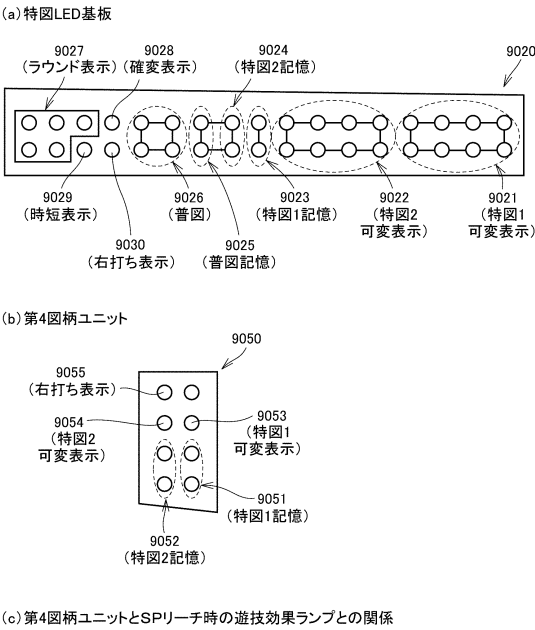 (a)特図LED基板
9027
(ラウンド表示)
9028
(確変表示)
9024
(特図2記憶)
9020
9029
(時短表示)
9030
(右打ち表示)
9026
(普図)
9025
(普図記憶)
9023
(特図1記憶)
9022
(特図2
可変表示)
9021
(特図1
可変表示)
(b)第4図柄ユニット
9050
9055
(右打ち表示)
9054
(特図2
可変表示)
9053
(特図1
可変表示)
9051
(特図1記憶)
9052
(特図2記憶)
(c)第4図柄ユニットとSPリーチ時の遊技効果ランプとの関係